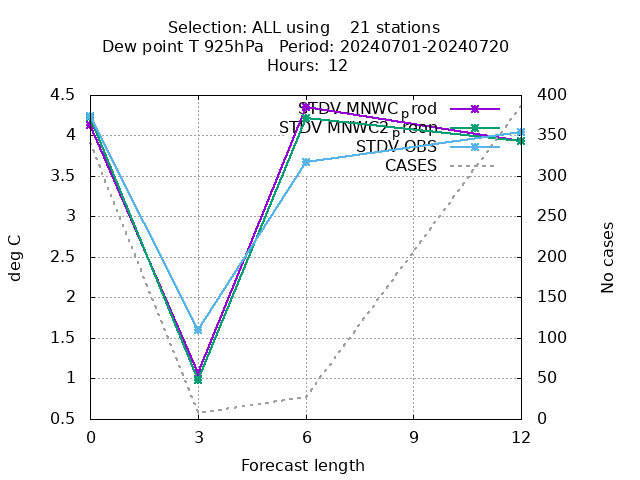 Selection: ALL using    21 stations
Dew point T 925hPa   Period: 20240701-20240720
Hours: 12
4.5
4
3.5
3
2.5
2
1.5
1
0.5
400
350
300
250
200
150
100
50
0
0
3
6
9
12
deg C
No cases
Forecast length
STDV MNWC_prod
STDV MNWC2_preop
STDV OBS
CASES